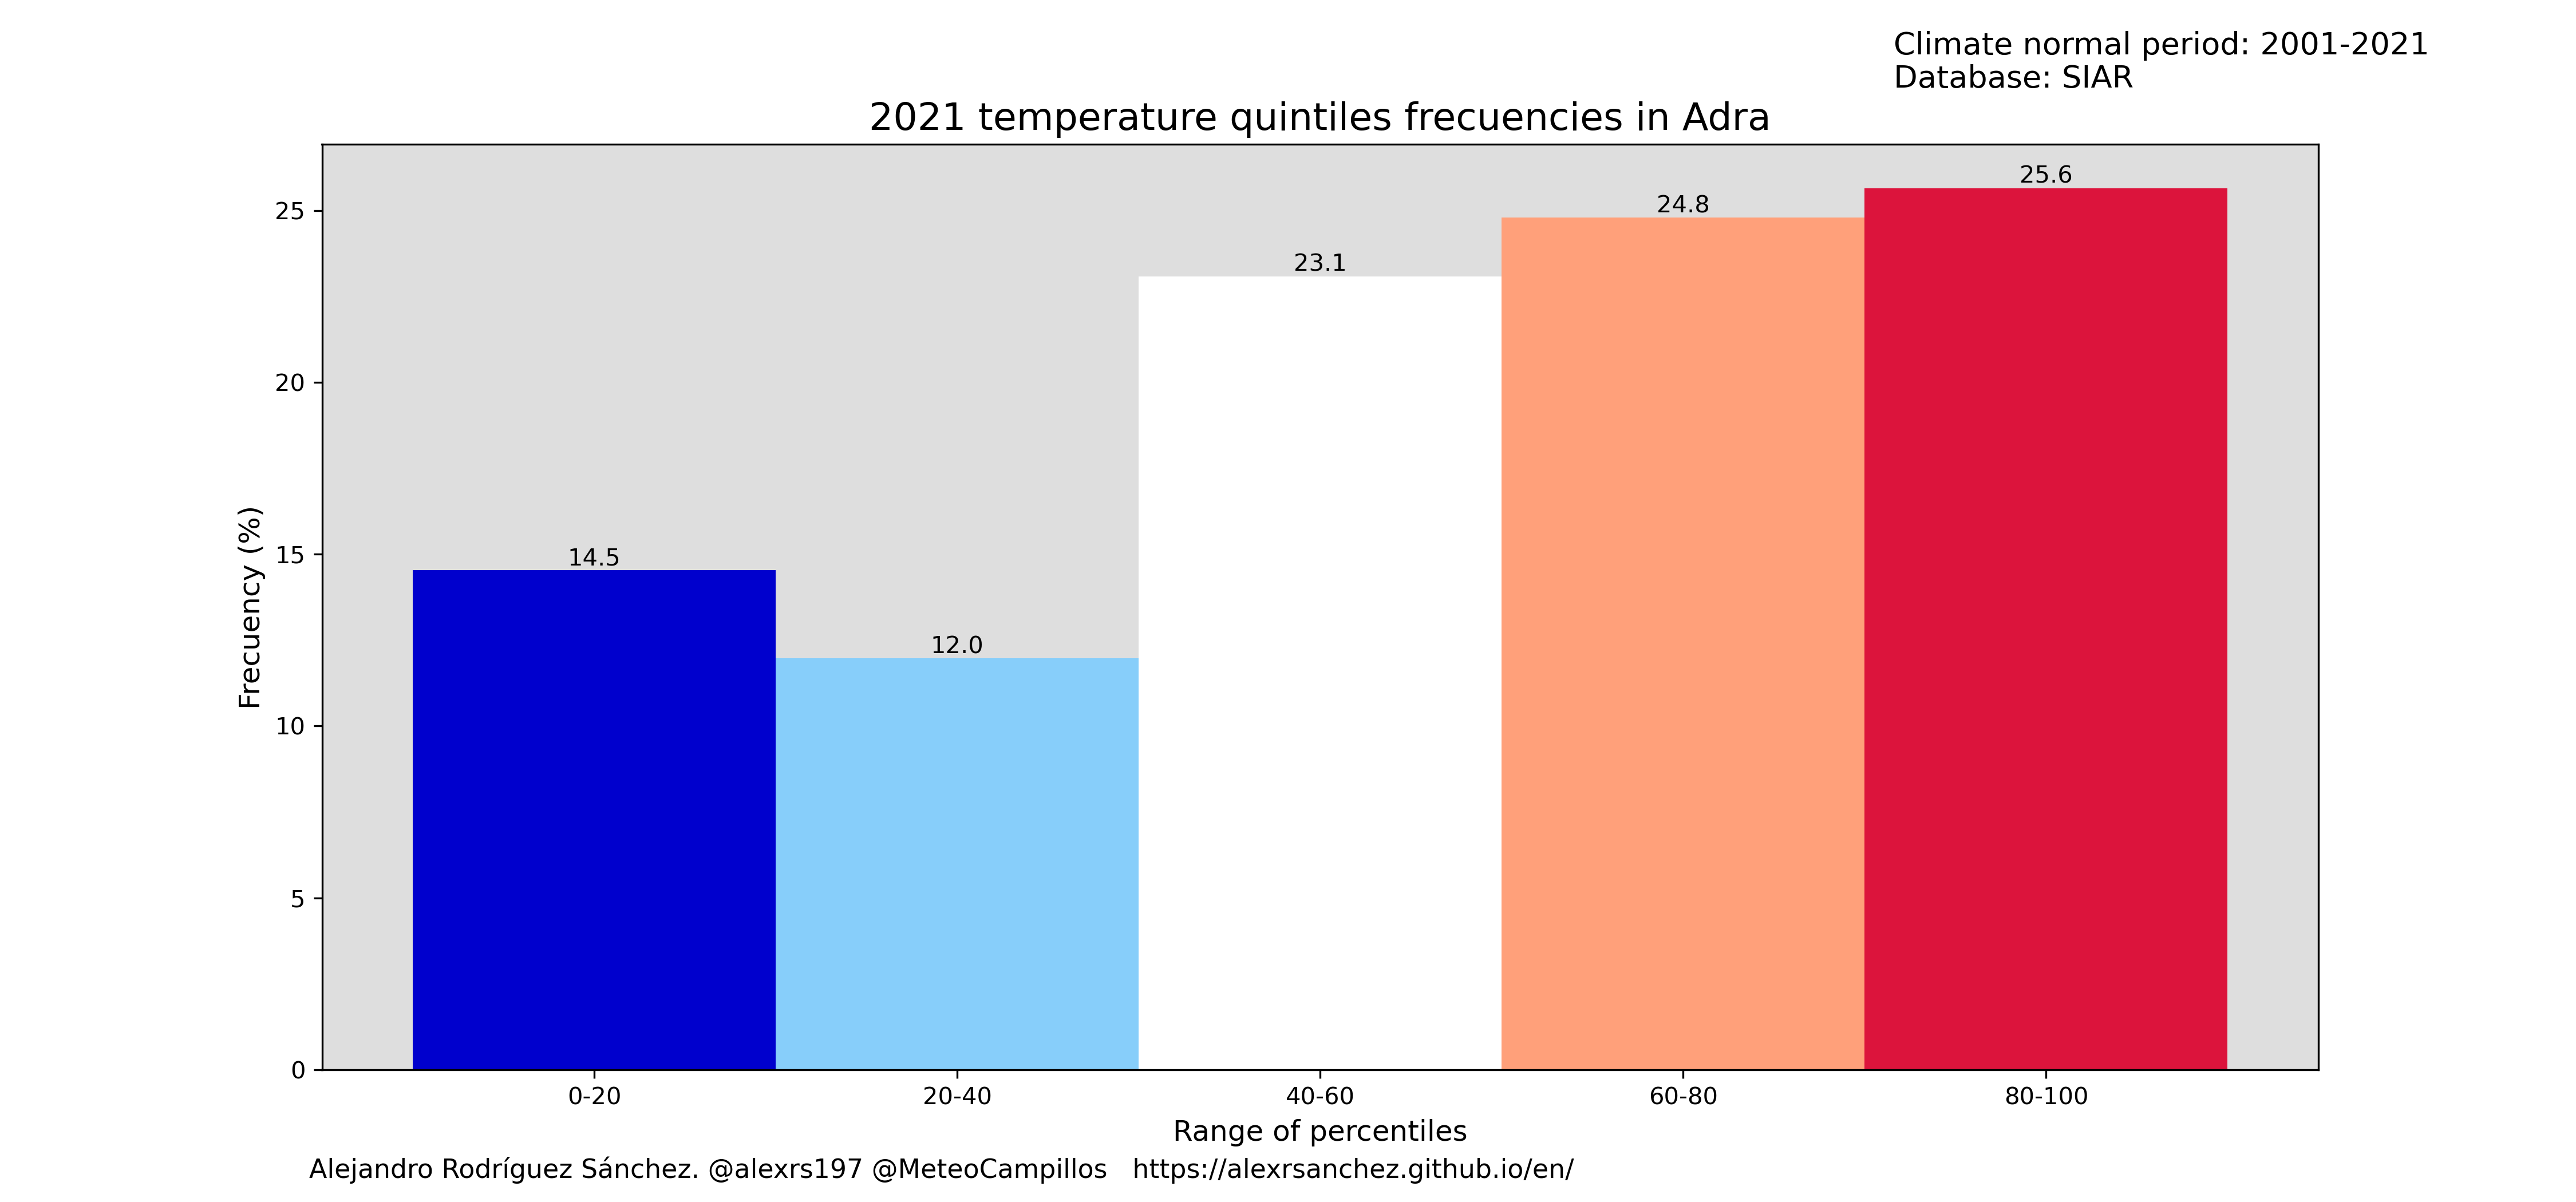 Climate normal period: 2001-2021
Database: SIAR
2021 temperature quintiles frecuencies in Adra
25.6
24.8
23.1
14.5
12.0
25
20
15
10
5
0
Frecuency (%)
0-20 20-40 40-60 60-80 80-100
Range of percentiles
Alejandro Rodríguez Sánchez. @alexrs197 @MeteoCampillos https://alexrsanchez.github.io/en/